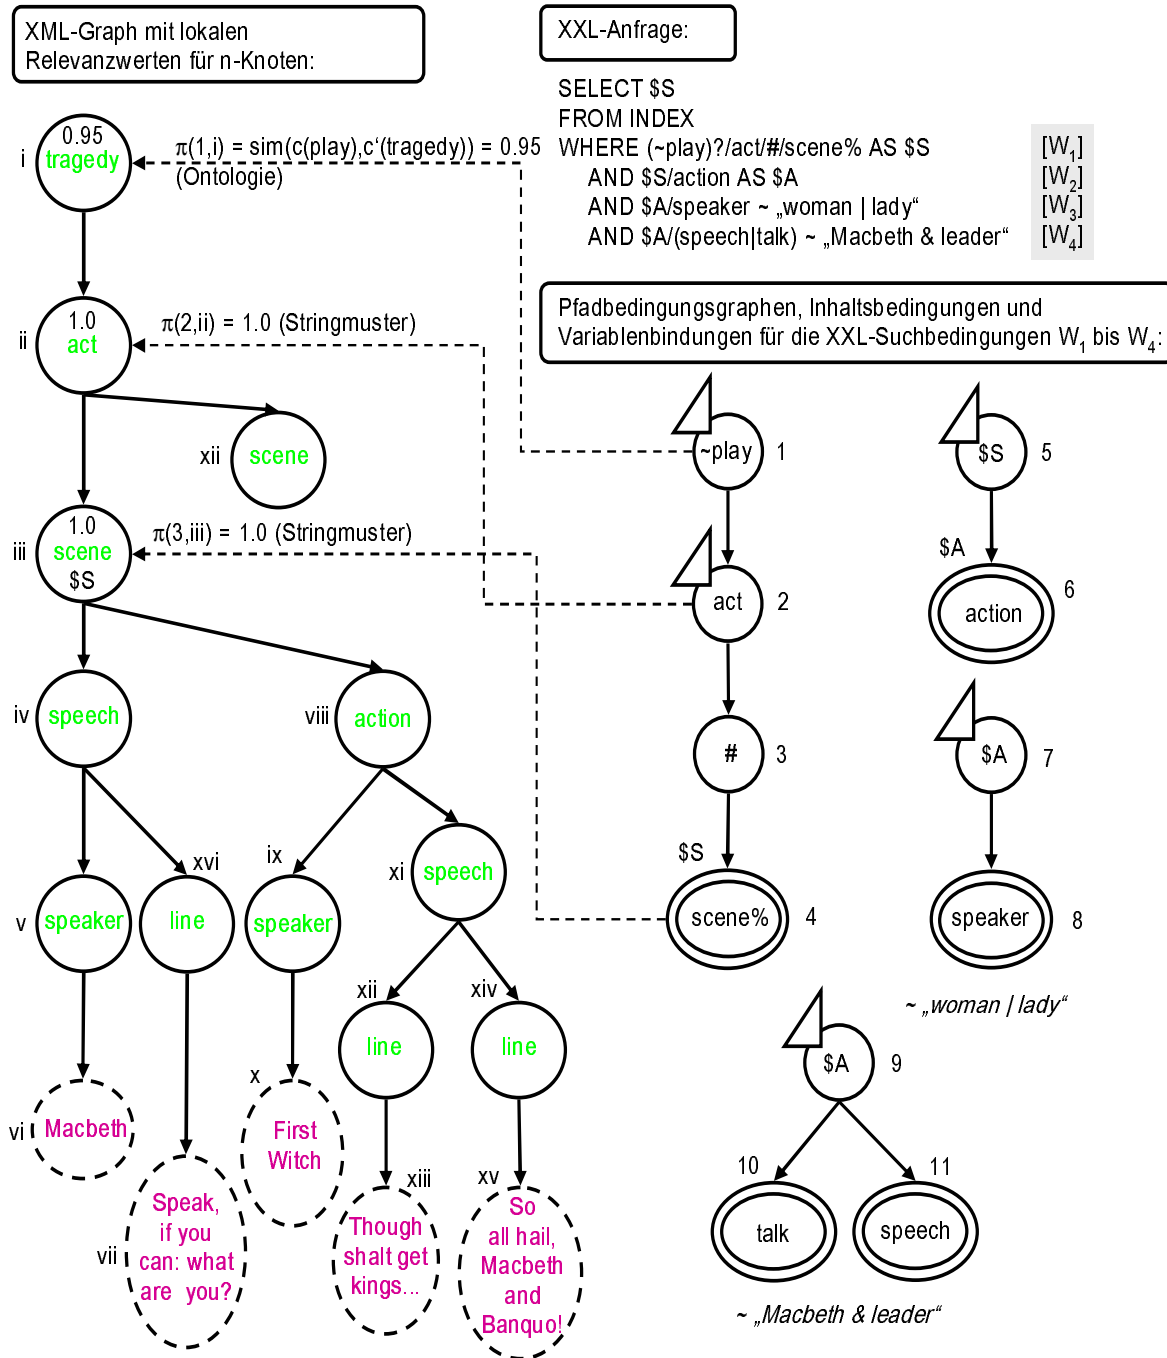 XML-Graph mit lokalen
Relevanzwerten für n-Knoten:
XXL-Anfrage:
SELECT $S
FROM INDEX
WHERE (~play)?/act/#/scene% AS $S [W1]
AND $S/action AS $A [W2]
AND $A/speaker ~ „woman | lady“ [W3]
AND $A/(speech|talk) ~ „Macbeth & leader“ [W4]
Pfadbedingungsgraphen, Inhaltsbedingungen und
Variablenbindungen für die XXL-Suchbedingungen W1 bis W4:
i
0.95
tragedy
π(1,i) = sim(c(play),c‘(tragedy)) = 0.95
(Ontologie)
ii
1.0
act
π(2,ii) = 1.0 (Stringmuster)
xii
scene
iii
1.0
scene
$S
π(3,iii) = 1.0 (Stringmuster)
iv
speech
viii
action
v
speaker
xvi
line
ix
speaker
xi
speech
xii
line
xiv
line
vi
Macbeth
vii
Speak,
if you
can: what
are you?
x
First
Witch
xiii
Though
shalt get
kings...
xv
So
all hail,
Macbeth
and
Banquo!
~play
1
act
2
#
3
$S
scene%
4
$S
5
$A
action
6
$A
7
speaker
8
~ „woman | lady“
$A
9
10
talk
11
speech
~ „Macbeth & leader“